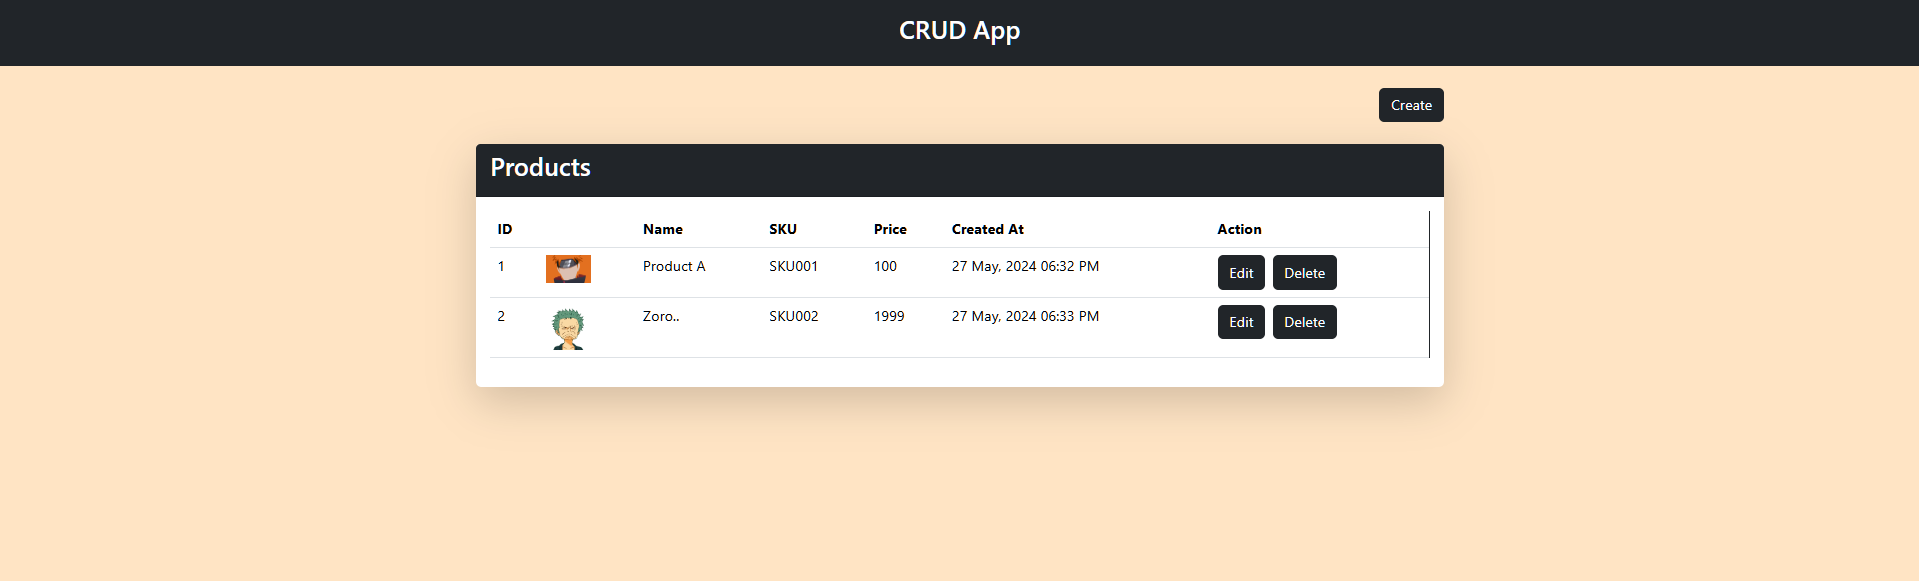 CRUD App
Create
Products
ID Name SKU Price Created At Action
1 Product A SKU001 100 27 May, 2024 06:32 PM Edit Delete
2 Zoro.. SKU002 1999 27 May, 2024 06:33 PM Edit Delete